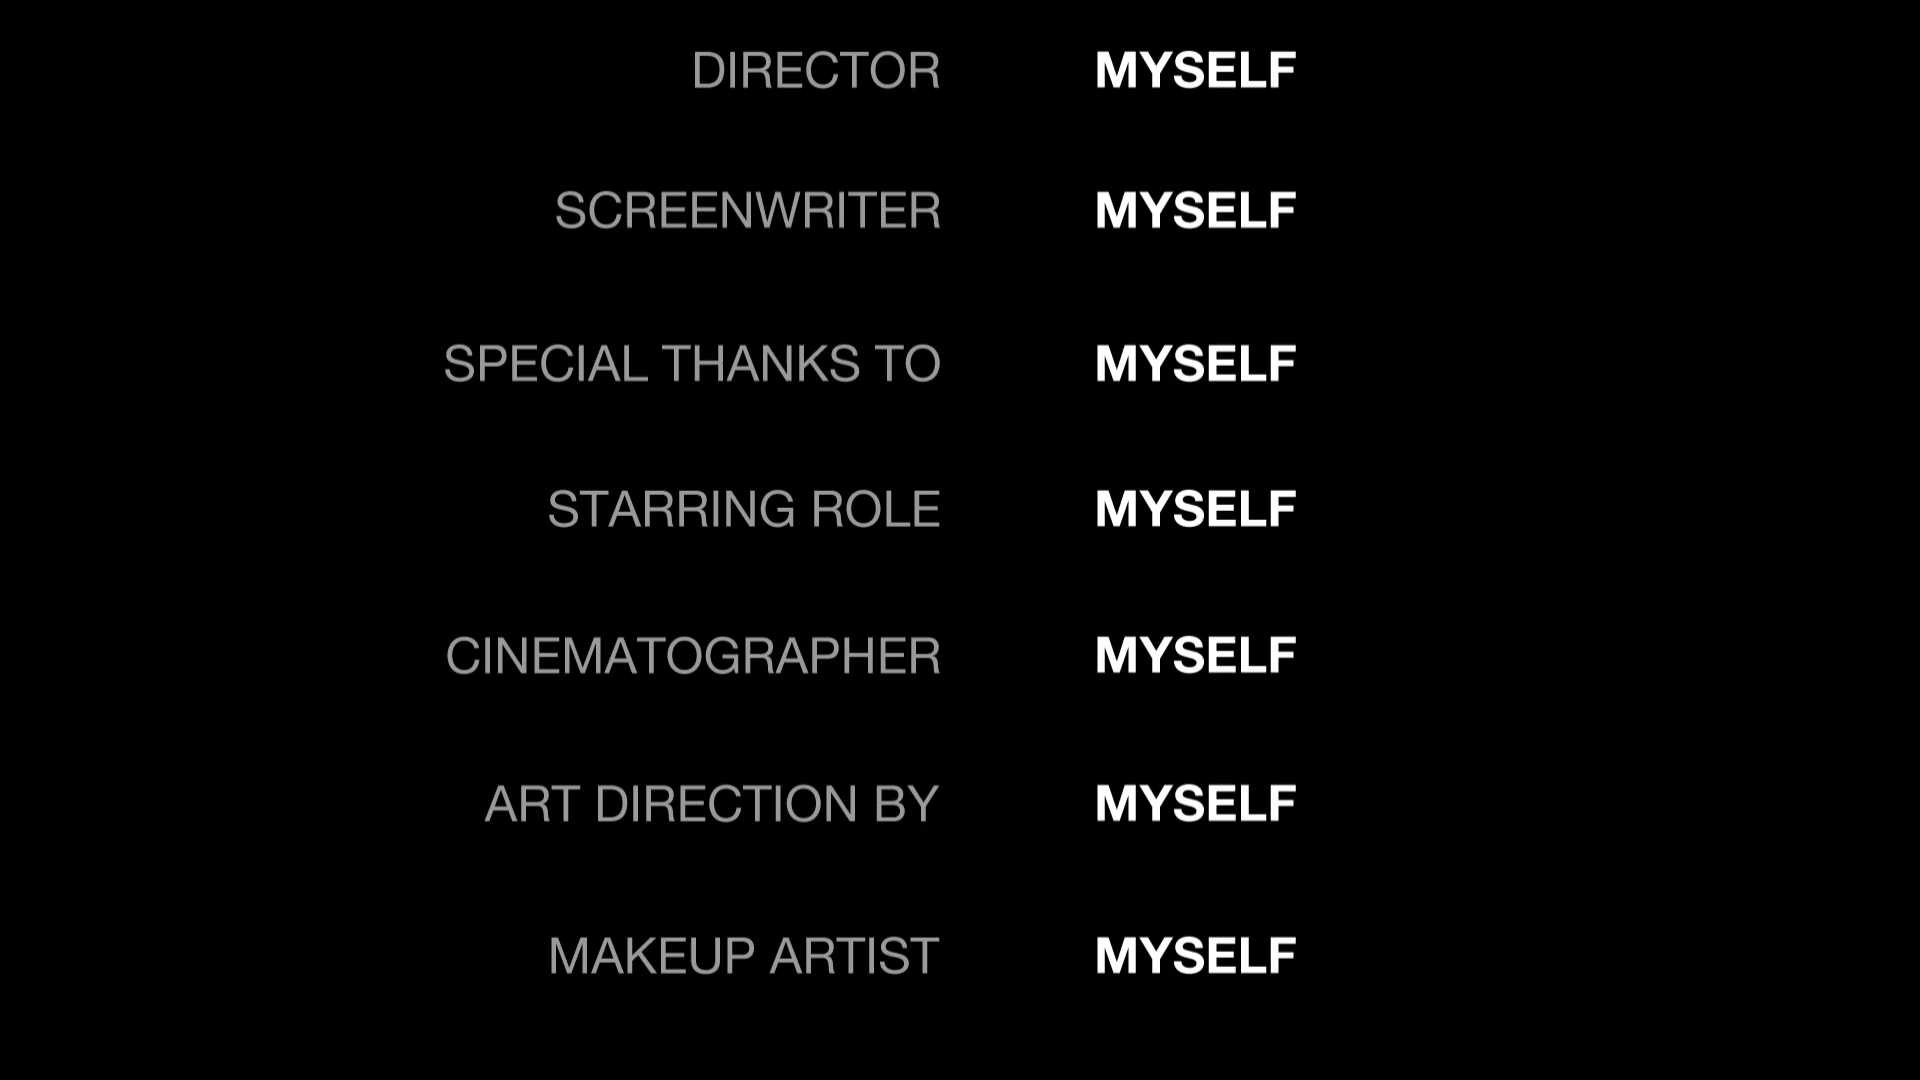 DIRECTOR MYSELF
SCREENWRITER MYSELF
SPECIAL THANKS TO MYSELF
STARRING ROLE MYSELF
CINEMATOGRAPHER MYSELF
ART DIRECTION BY MYSELF
MAKEUP ARTIST MYSELF